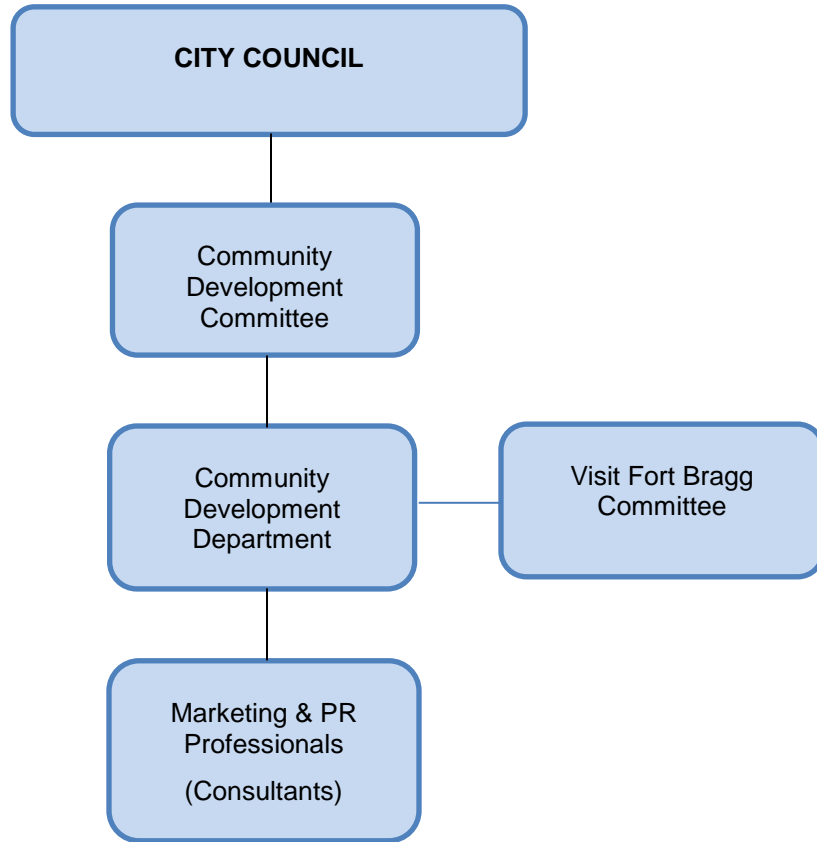 CITY COUNCIL
Community
Development
Committee
Community
Development
Department
Visit Fort Bragg
Committee
Marketing & PR
Professionals
(Consultants)